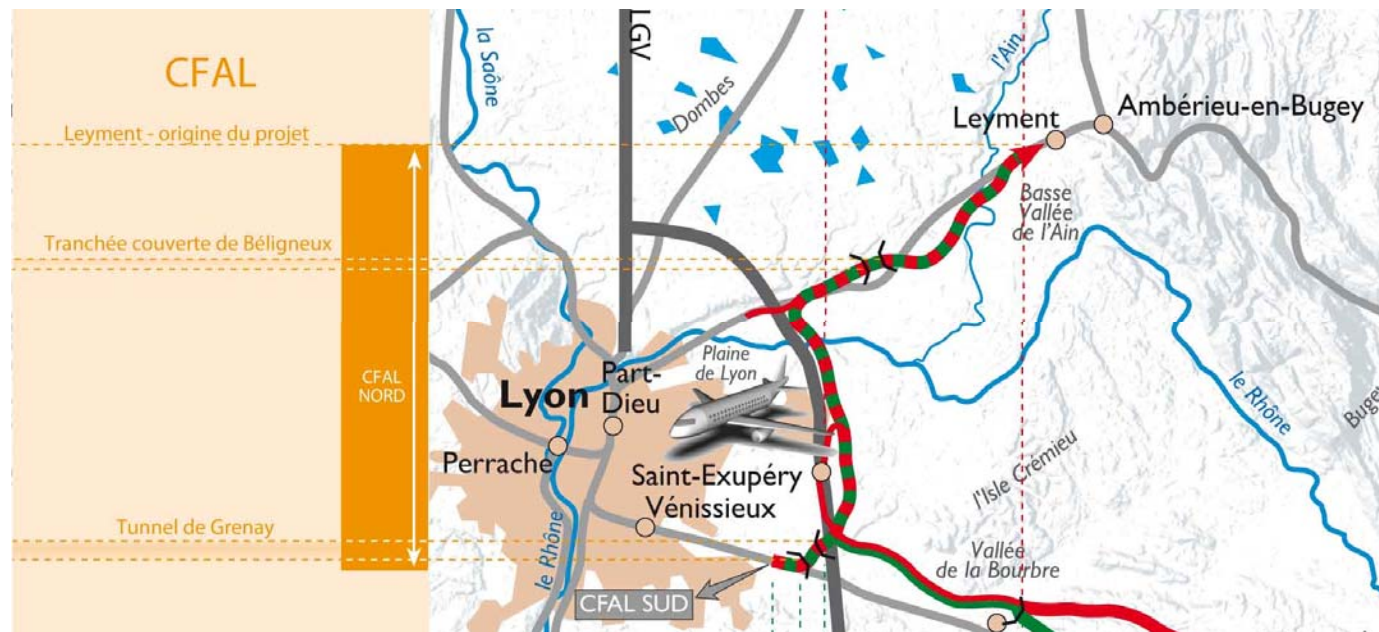 CFAL
Leyment - origine du projet
Tranchée couverte de Béligneux
CFAL
NORD
Tunnel de Grenay
la Saône
LGV
Dombes
l'Ain
Leyment
Ambérieu-en-Bugey
Basse
Vallée
de l'Ain
Plaine
de Lyon
Lyon
Part-
Dieu
Perrache
Saint-Exupéry
Vénissieux
le Rhône
le Rhône
l'Isle Crémieu
Vallée
de la Bourbre
CFAL SUD